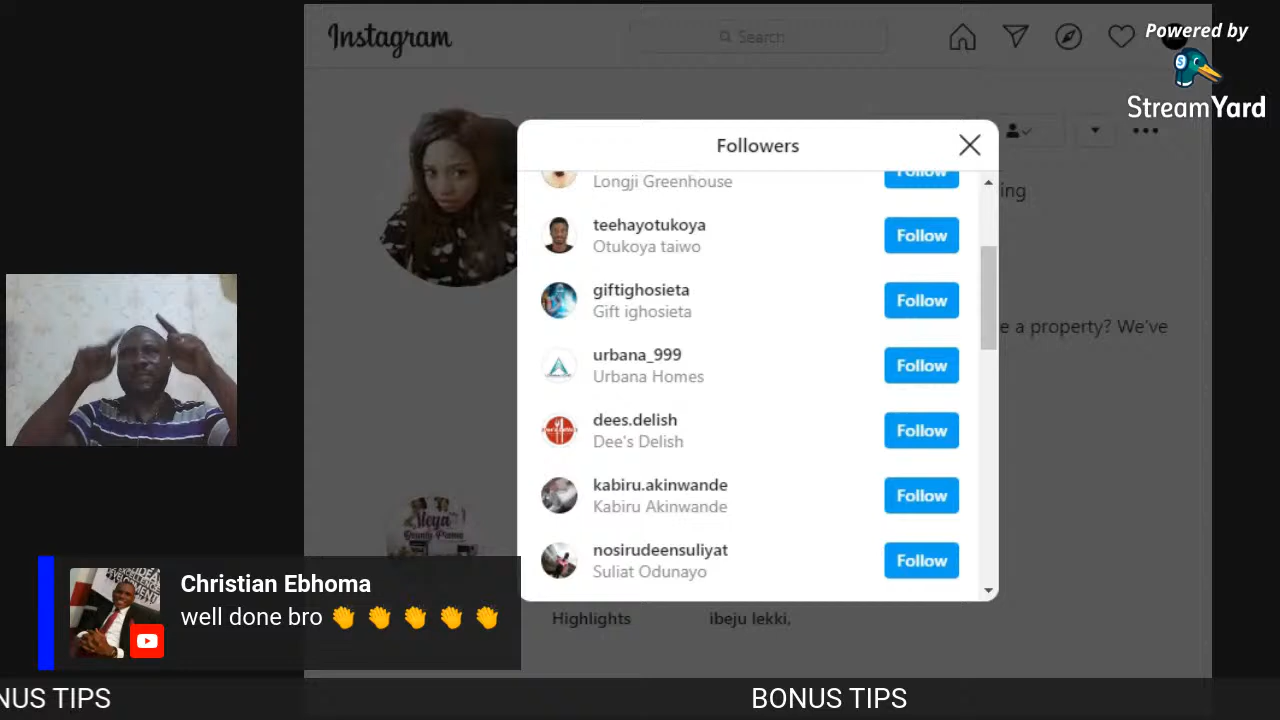 Instagram
Search
Powered by
StreamYard
Followers
Follow
Longji Greenhouse
ing
teehayotukoya
Otukoya taiwo
Follow
giftighosieta
Gift ighosieta
Follow
e a property? We've
urbana_999
Urbana Homes
Follow
dees.delish
Dee's Delish
Follow
kabiru.akinwande
Kabiru Akinwande
Follow
nosirudeensuliyat
Suliat Odunayo
Follow
Christian Ebhoma
well done bro 👏 👏 👏 👏 👏
Highlights
ibeju lekki,
NUS TIPS
BONUS TIPS